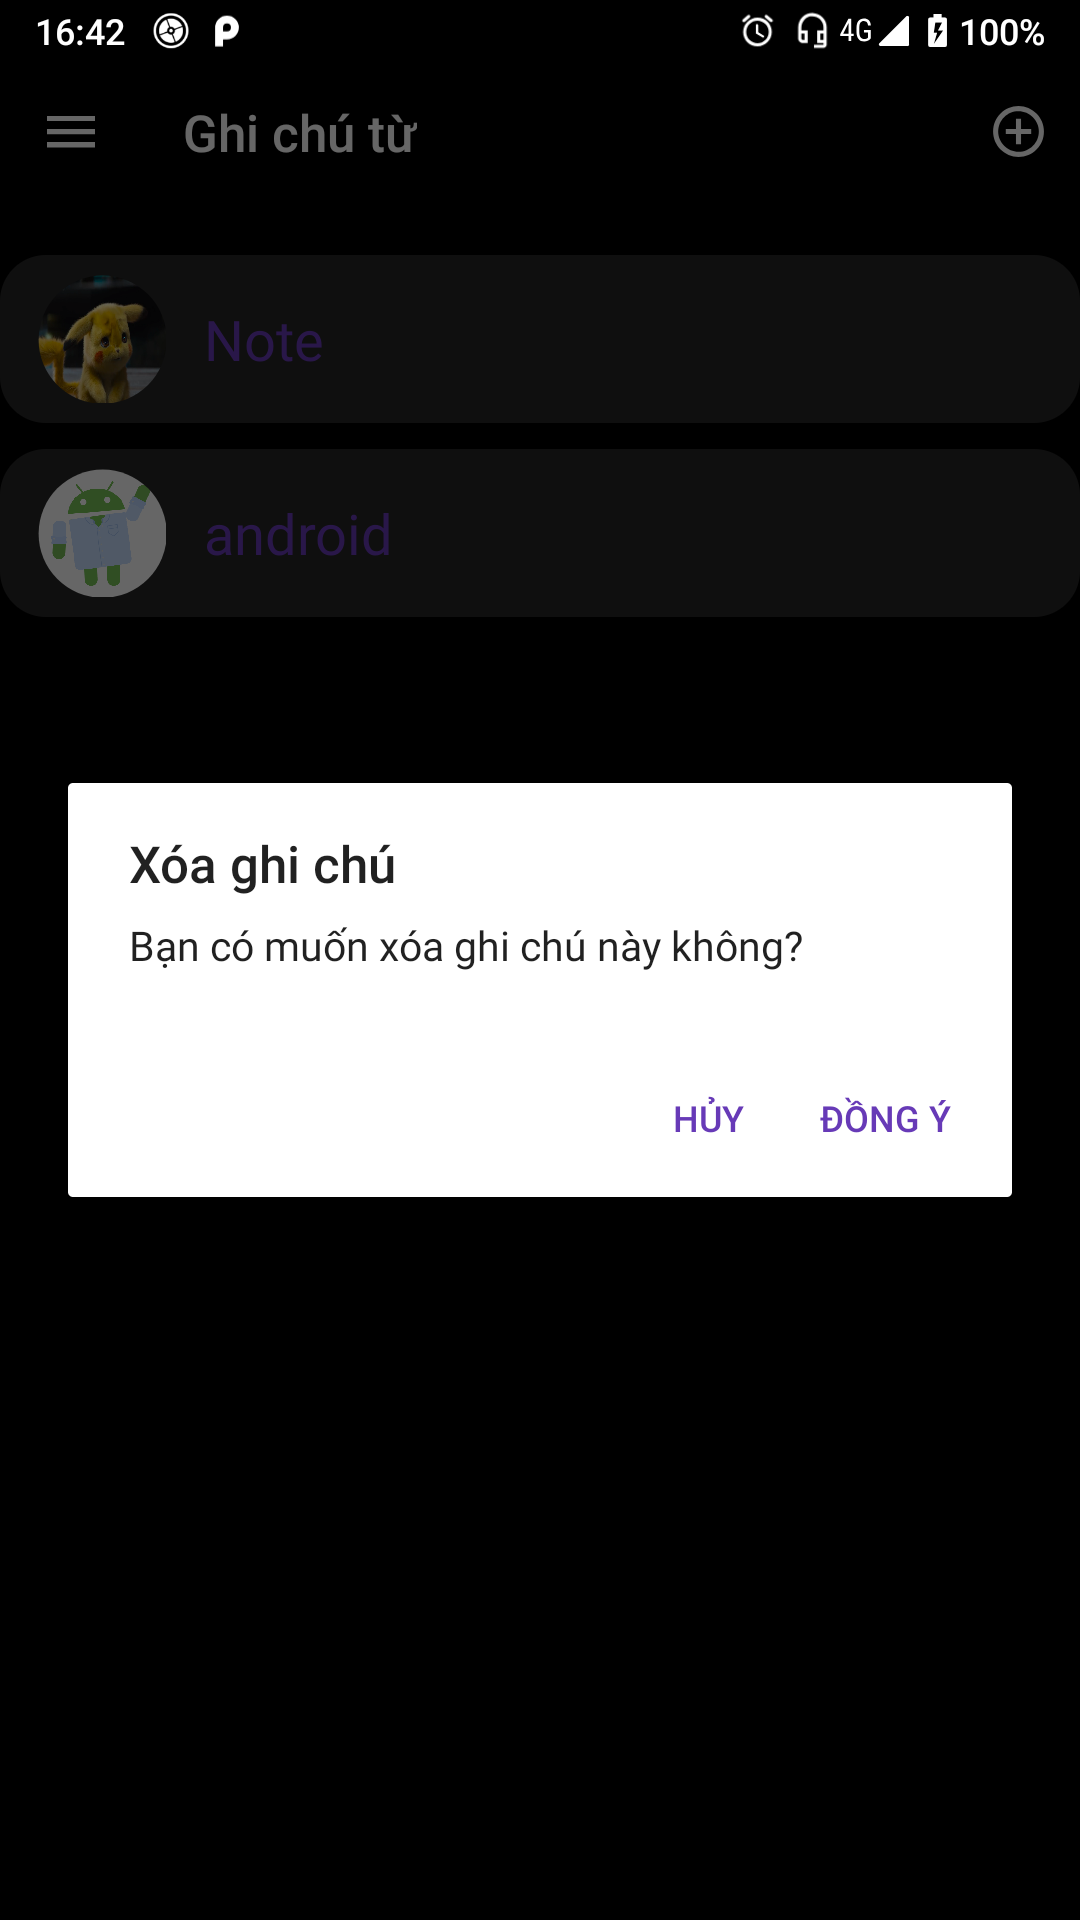 16:42 4G 100%
Ghi chú từ
Note
android
Xóa ghi chú
Bạn có muốn xóa ghi chú này không?
HỦY ĐỒNG Ý